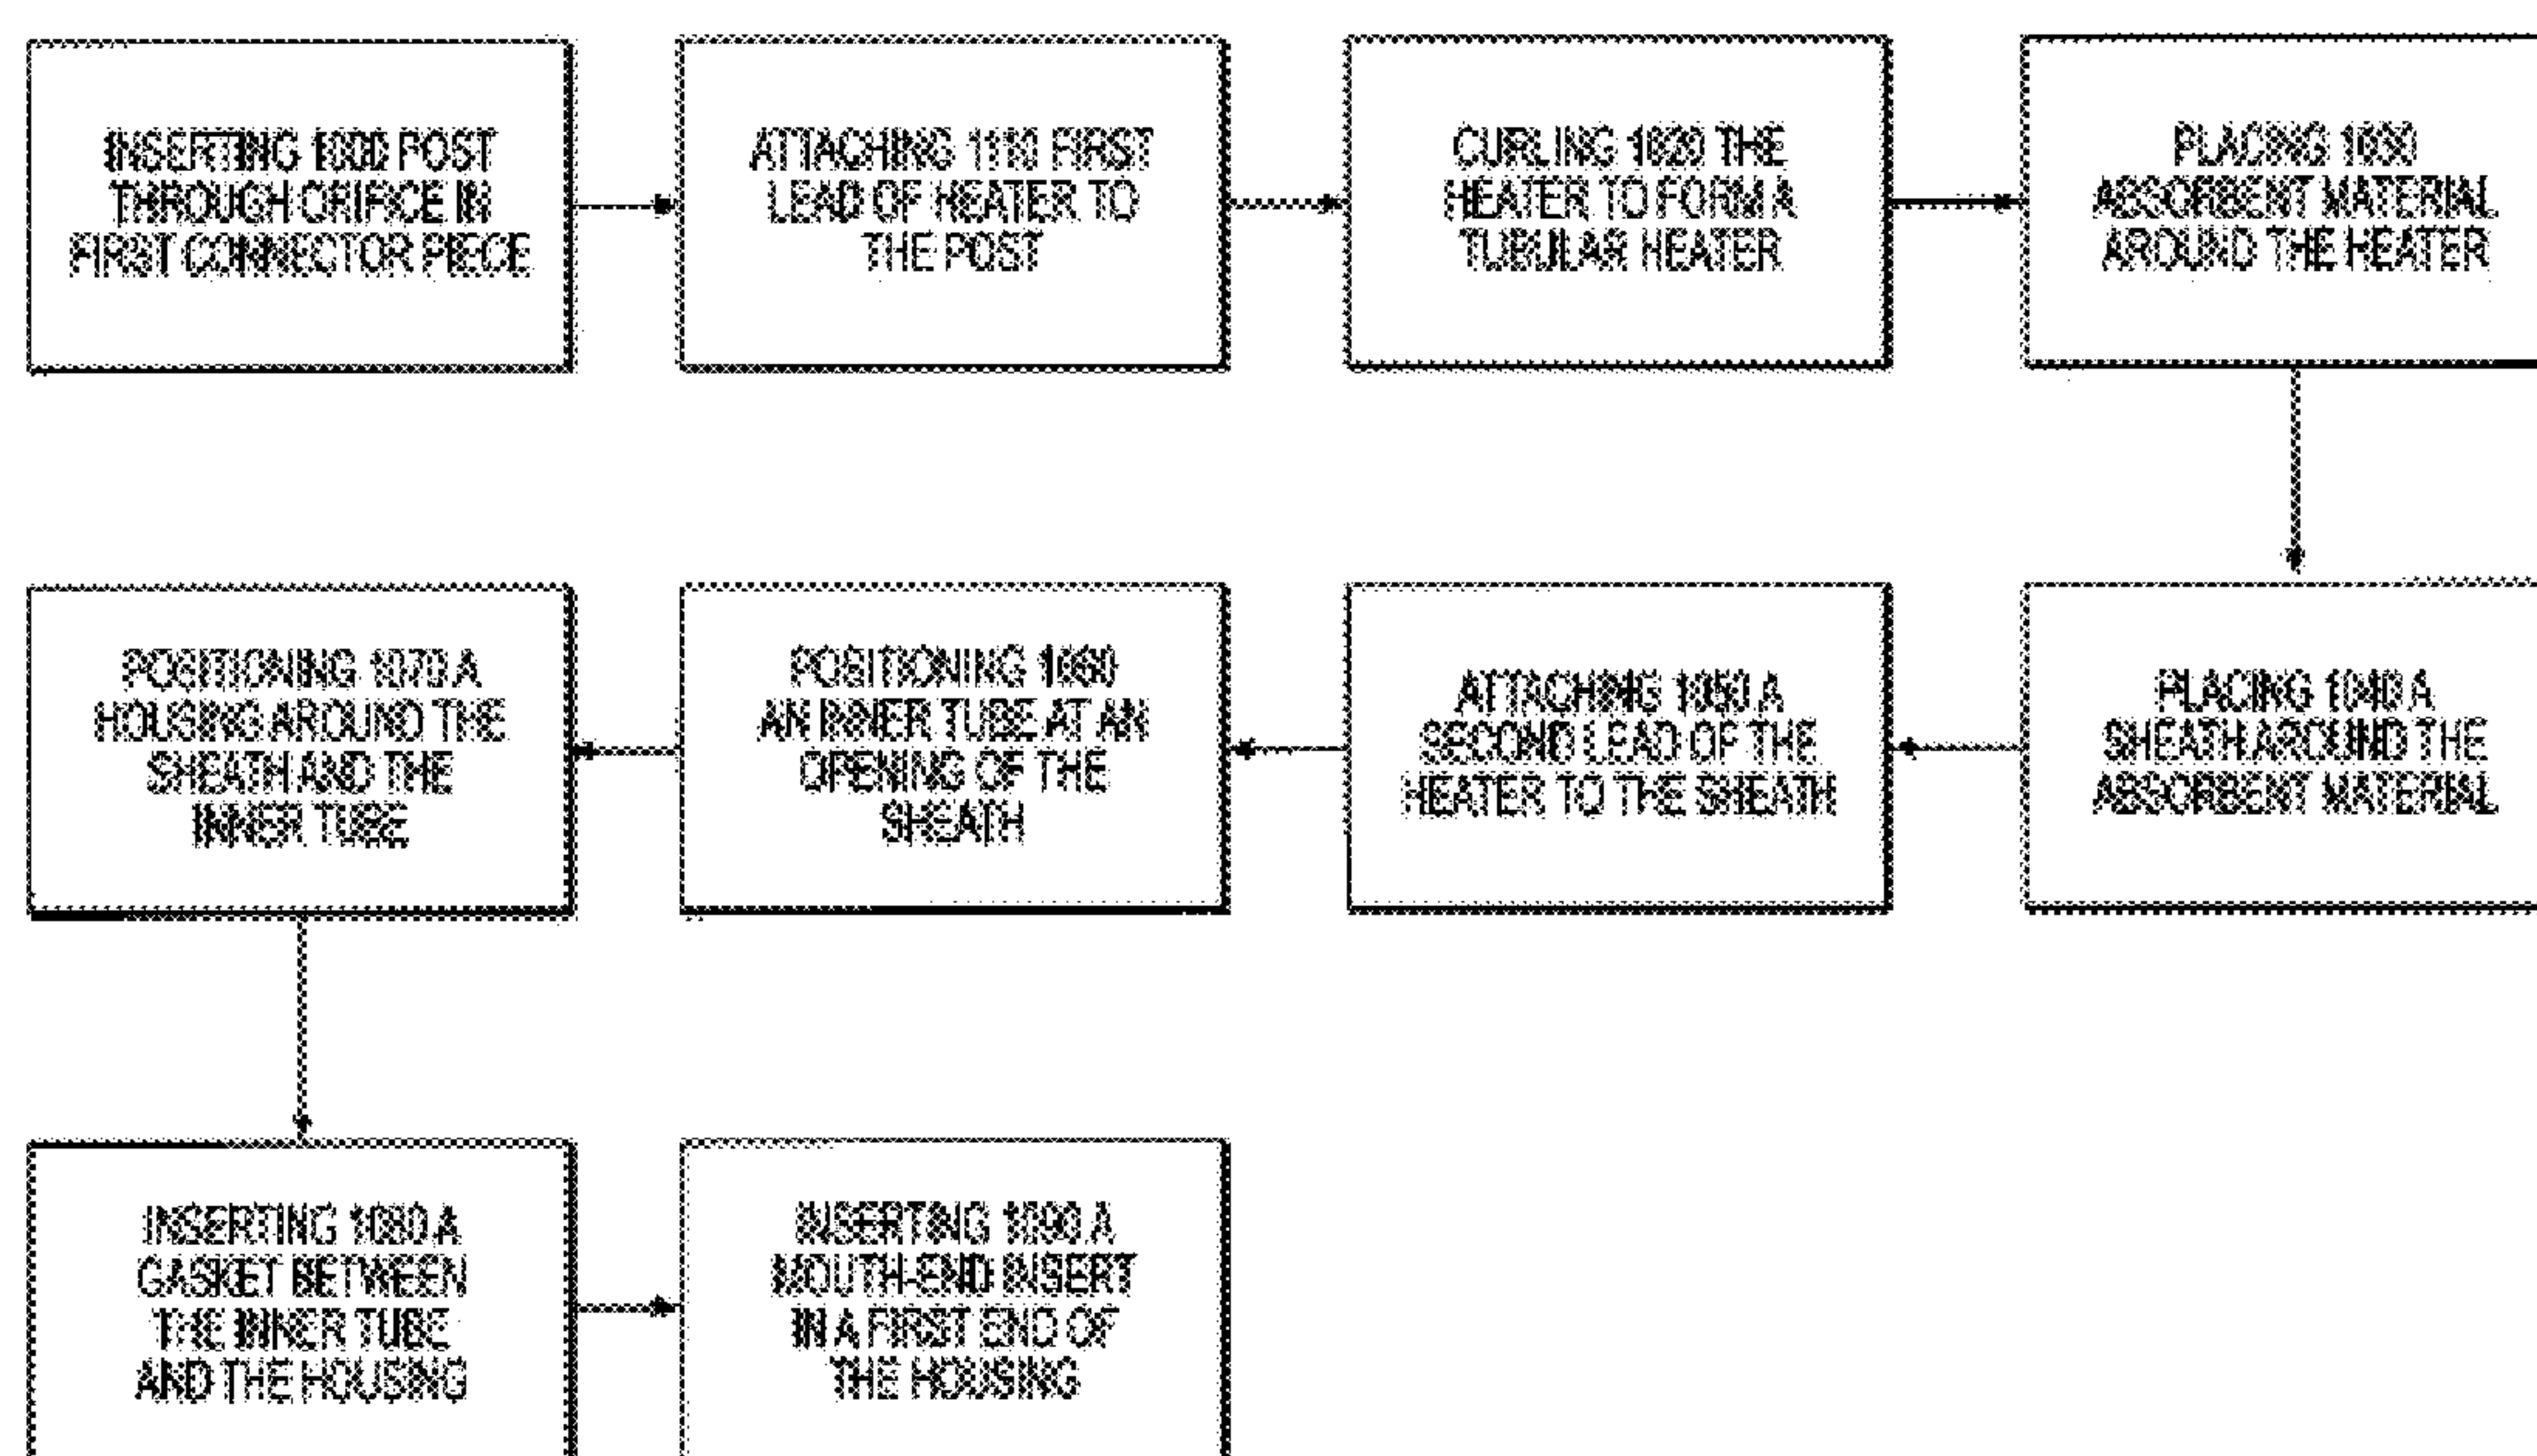 INSERTING 1000 POST
THROUGH ORIFICE IN
FIRST CONNECTOR PIECE
ATTACHING 1110 FIRST
LEAD OF HEATER TO
THE POST
CURLING 1020 THE
HEATER TO FORM A
TUBULAR HEATER
PLACING 1030
ABSORBENT MATERIAL
AROUND THE HEATER
PLACING 1040 A
SHEATH AROUND THE
ABSORBENT MATERIAL
ATTACHING 1050 A
SECOND LEAD OF THE
HEATER TO THE SHEATH
POSITIONING 1060
AN INNER TUBE AT AN
OPENING OF THE
SHEATH
POSITIONING 1070 A
HOUSING AROUND THE
SHEATH AND THE
INNER TUBE
INSERTING 1080 A
GASKET BETWEEN
THE INNER TUBE
AND THE HOUSING
INSERTING 1090 A
MOUTH-END INSERT
IN A FIRST END OF
THE HOUSING